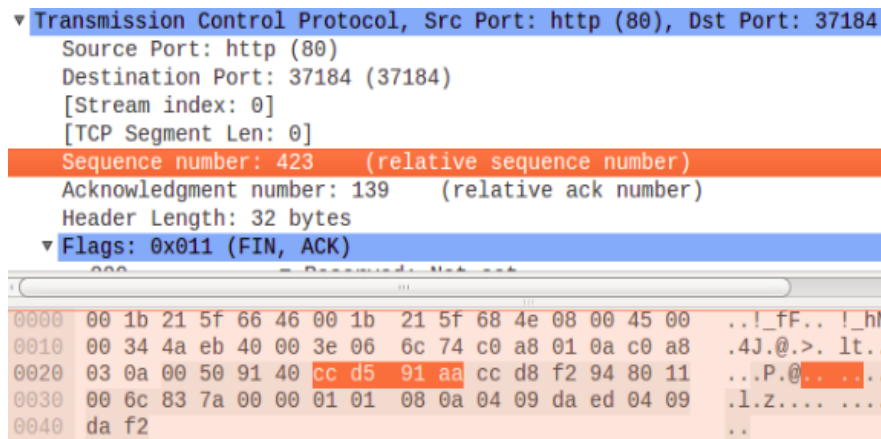 Transmission Control Protocol, Src Port: http (80), Dst Port: 37184
Source Port: http (80)
Destination Port: 37184 (37184)
[Stream index: 0]
[TCP Segment Len: 0]
Sequence number: 423 (relative sequence number)
Acknowledgment number: 139 (relative ack number)
Header Length: 32 bytes
Flags: 0x011 (FIN, ACK)
0000 00 1b 21 5f 66 46 00 1b 21 5f 68 4e 08 00 45 00 ..!_fF.. !_hN
0010 00 34 4a eb 40 00 3e 06 6c 74 c0 a8 01 0a c0 a8 .4J.@.>. lt..
0020 03 0a 00 50 91 40 cc d5 91 aa cc d8 f2 94 80 11 ...P.@.. ..
0030 00 6c 83 7a 00 00 01 01 08 0a 04 09 da ed 04 09 .l.z.... ....
0040 da f2 ..